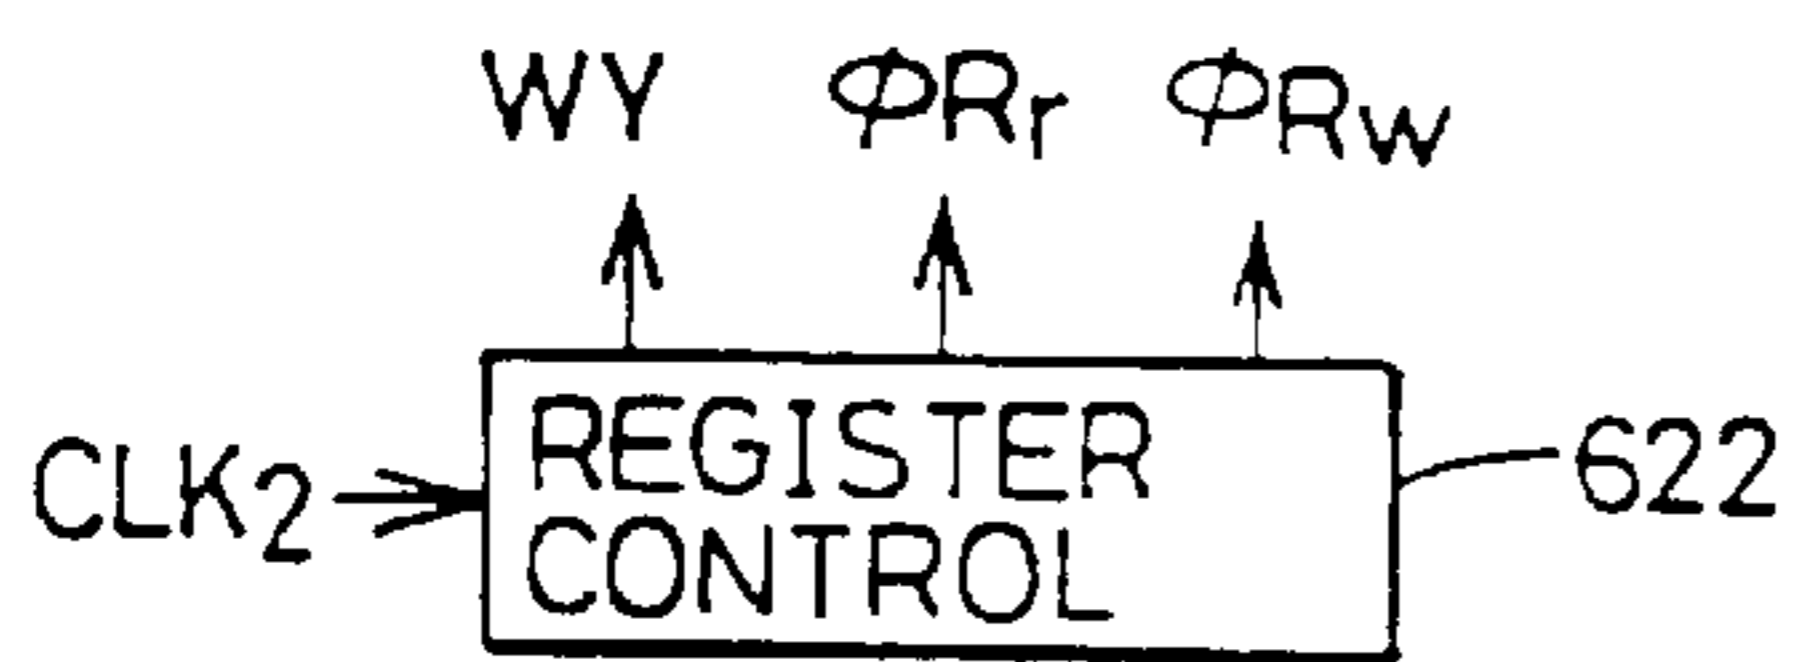 WY ϕRr ϕRw
REGISTER
CLK2 622
CONTROL